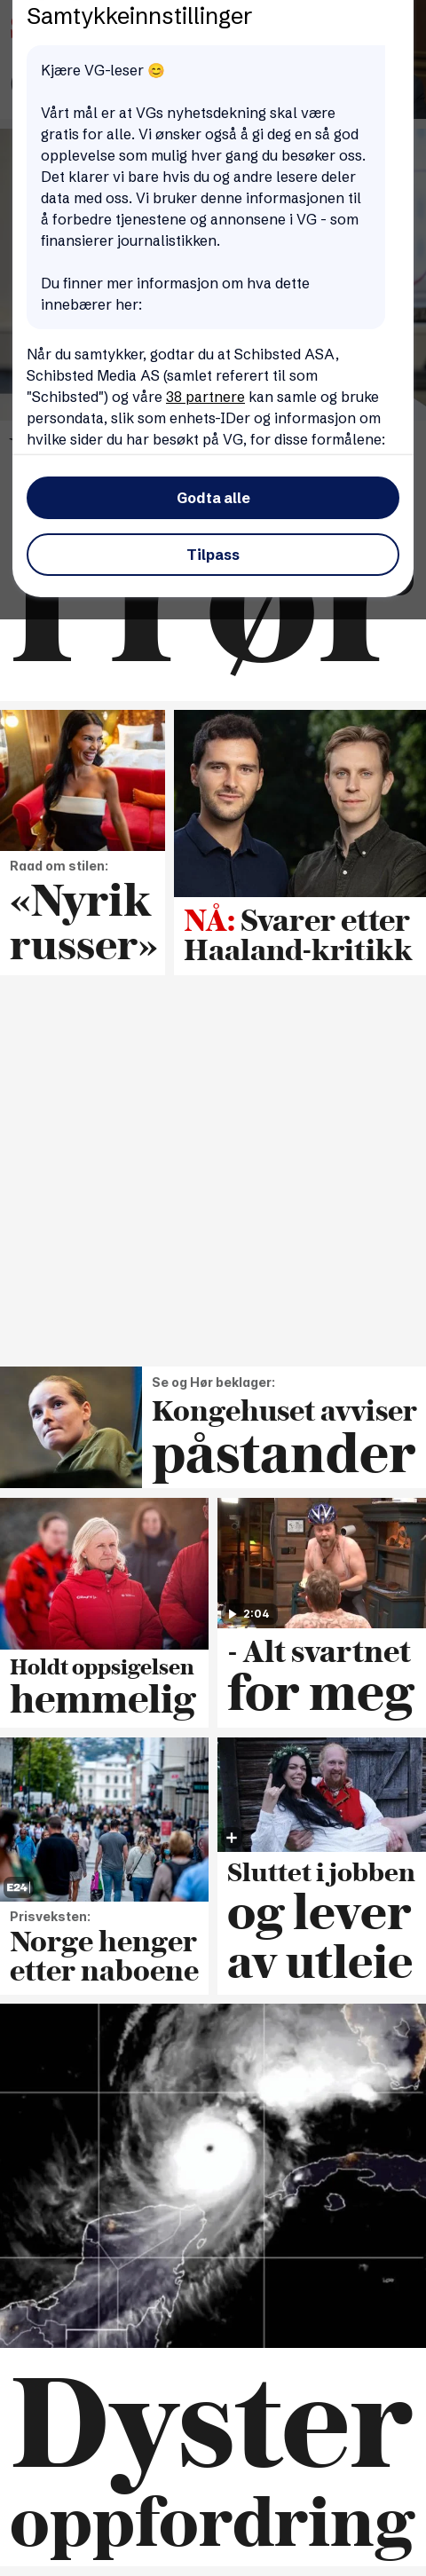 Samtykkeinnstillinger
Kjære VG-leser 😊
Vårt mål er at VGs nyhetsdekning skal være
gratis for alle. Vi ønsker også å gi deg en så god
opplevelse som mulig hver gang du besøker oss.
Det klarer vi bare hvis du og andre lesere deler
data med oss. Vi bruker denne informasjonen til
å forbedre tjenestene og annonsene i VG - som
finansierer journalistikken.
Du finner mer informasjon om hva dette
innebærer her:
Når du samtykker, godtar du at Schibsted ASA,
Schibsted Media AS (samlet referert til som
"Schibsted") og våre 38 partnere kan samle og bruke
persondata, slik som enhets-IDer og informasjon om
hvilke sider du har besøkt på VG, for disse formålene:
Godta alle
Tilpass
Raad om stilen:
«Nyrik
russer»
NÅ: Svarer etter
Haaland-kritikk
Se og Hør beklager:
Kongehuset avviser
påstander
2:04
Holdt oppsigelsen
hemmelig
- Alt svartnet
for meg
E24
Prisveksten:
Norge henger
etter naboene
Sluttet i jobben
og lever
av utleie
Dyster
oppfordring